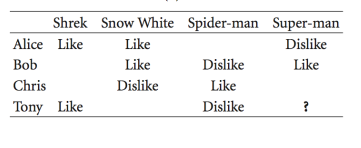 Shrek Snow White Spider-man Super-man
Alice Like Like Dislike
Bob Like Dislike Like
Chris Dislike Like
Tony Like Dislike ?